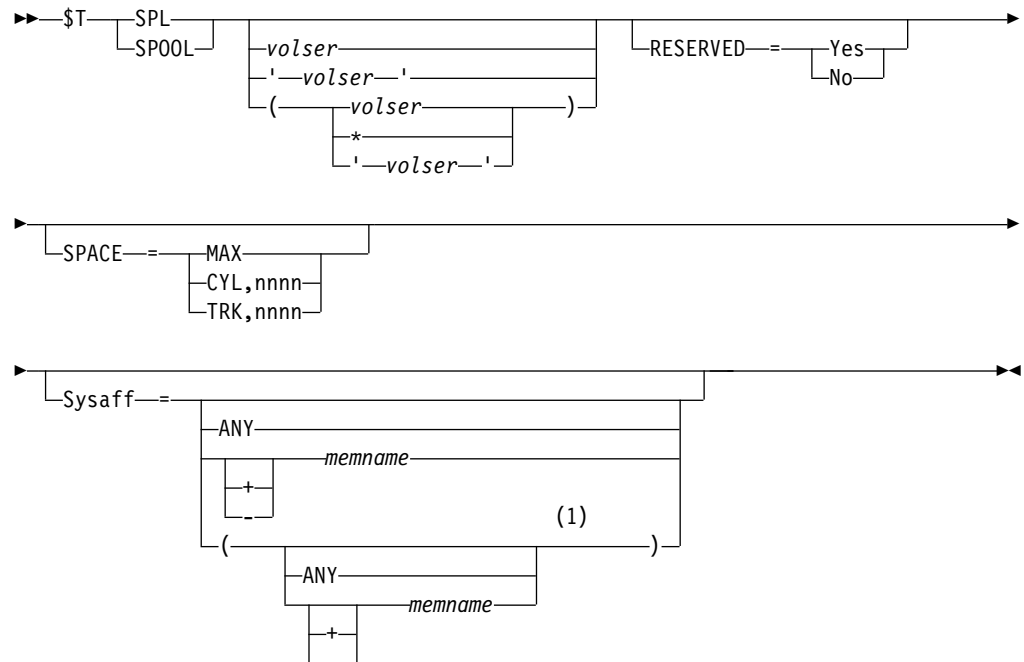 $T SPL
SPOOL
volser
'volser'
( volser )
*
'volser'
RESERVED = Yes
No
SPACE = MAX
CYL,nnnn
TRK,nnnn
Sysaff =
ANY
memname
+
-
(1)
( )
ANY
memname
+